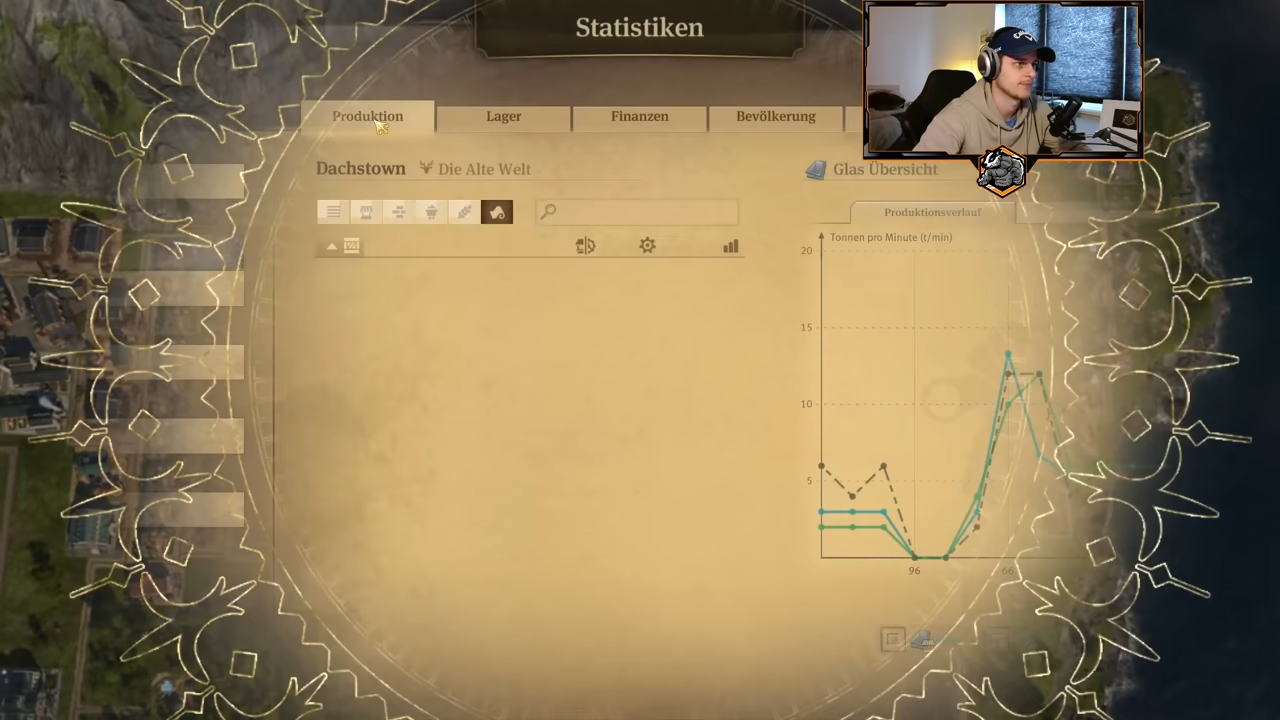 Statistiken
Produktion
Lager
Finanzen
Bevölkerung
Dachstown
Die Alte Welt
Glas Übersicht
Produktionsverlauf
Tonnen pro Minute (t/min)
20
15
10
5
96
66